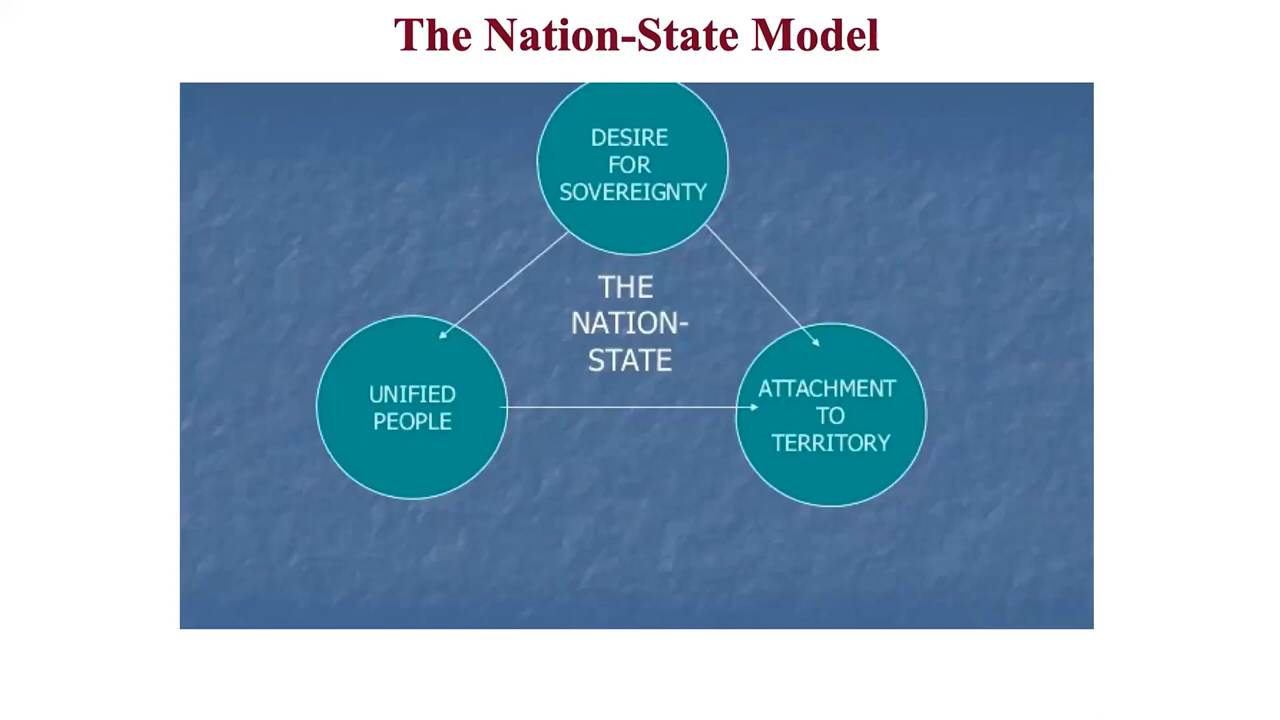 The Nation-State Model
DESIRE
FOR
SOVEREIGNTY
THE
NATION-
STATE
UNIFIED
PEOPLE
ATTACHMENT
TO
TERRITORY